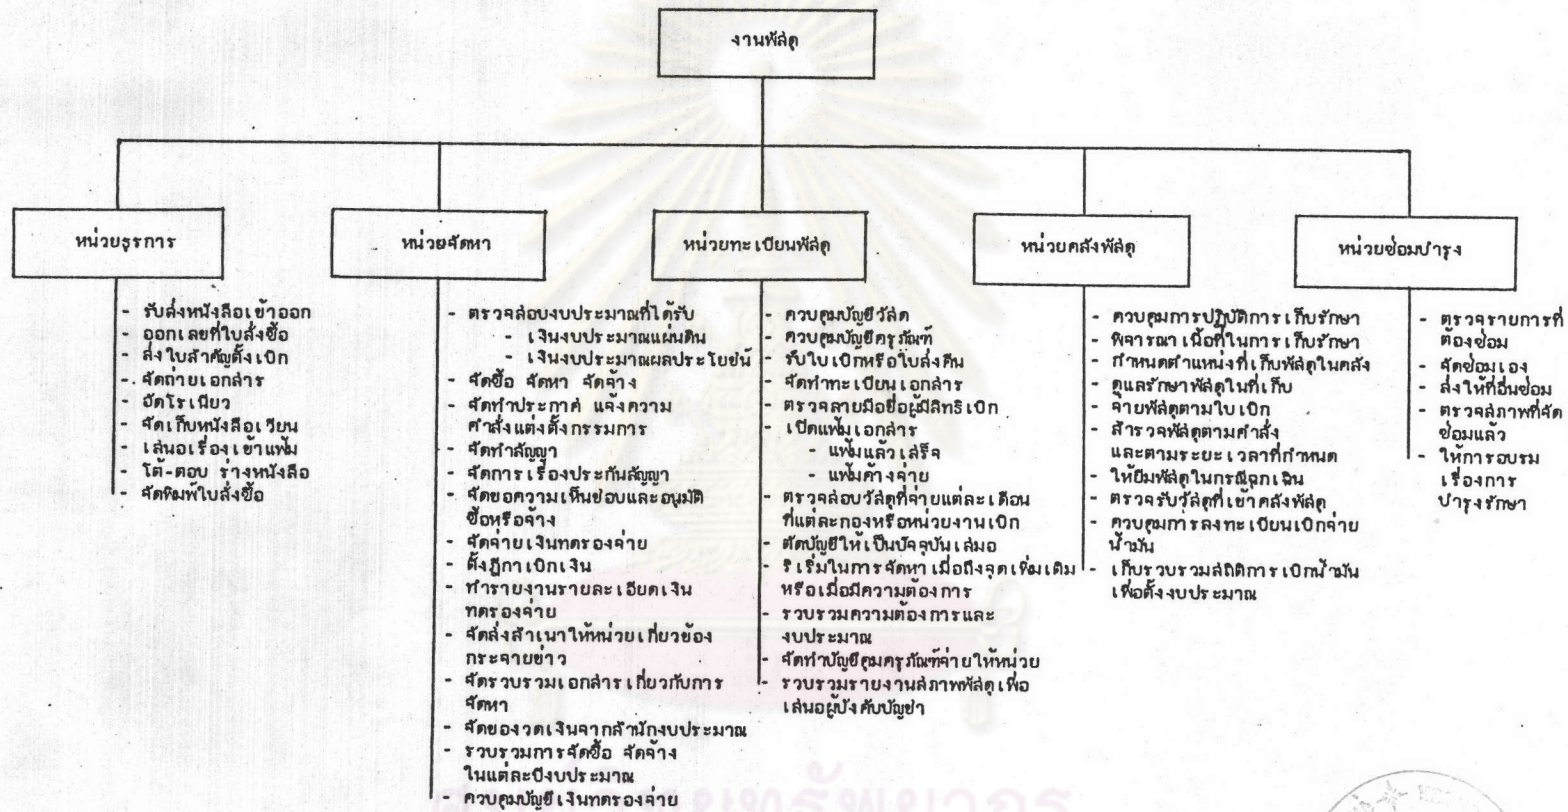 งานพัสดุ
หน่วยธุรการ
- รับส่งหนังสือเข้าออก
- ออกเลขที่ใบสั่งซื้อ
- ส่งใบสำคัญตั้งเบิก
- จัดถ่ายเอกสาร
- อัดโรเนียว
- จัดเก็บหนังสือเวียน
- เสนอเรื่องเข้าแฟ้ม
- โต้-ตอบ ร่างหนังสือ
- จัดพิมพ์ใบสั่งซื้อ
หน่วยจัดหา
- ตรวจสอบงบประมาณที่ได้รับ
- เงินงบประมาณแผ่นดิน
- เงินงบประมาณผลประโยชน์
- จัดซื้อ จัดหา จัดจ้าง
- จัดทำประกาศ แจ้งความ
คำสั่งแต่งตั้งกรรมการ
- จัดทำสัญญา
- จัดการเรื่องประกันสัญญา
- จัดขอความเห็นชอบและอนุมัติ
ซื้อหรือจ้าง
- จัดจ่ายเงินทดรองจ่าย
- ตั้งฎีกาเบิกเงิน
- ทำรายงานรายละเอียดเงิน
ทดรองจ่าย
- จัดส่งสำเนาให้หน่วยเกี่ยวข้อง
กระจายข่าว
- จัดรวบรวมเอกสารเกี่ยวกับการ
จัดหา
- จัดของวดเงินจากสำนักงบประมาณ
- รวบรวมการจัดซื้อ จัดจ้าง
ในแต่ละปีงบประมาณ
- ควบคุมบัญชีเงินทดรองจ่าย
หน่วยทะเบียนพัสดุ
- ควบคุมบัญชีวัสดุ
- ควบคุมบัญชีครุภัณฑ์
- รับใบเบิกหรือใบส่งคืน
- จัดทำทะเบียนเอกสาร
- ตรวจลายมือชื่อผู้มีสิทธิเบิก
- เปิดแฟ้มเอกสาร
- แฟ้มแล้วเสร็จ
- แฟ้มค้างจ่าย
- ตรวจสอบวัสดุที่จ่ายแต่ละเดือน
ที่แต่ละกองหรือหน่วยงานเบิก
- ตัดบัญชีให้เป็นปัจจุบันเสมอ
- ริเริ่มในการจัดหาเมื่อถึงจุดเพิ่มเติม
หรือเมื่อมีความต้องการ
- รวบรวมความต้องการและ
งบประมาณ
- จัดทำบัญชีคุมครุภัณฑ์จ่ายให้หน่วย
- รวบรวมรายงานสภาพพัสดุเพื่อ
เสนอผู้บังคับบัญชา
หน่วยคลังพัสดุ
- ควบคุมการปฏิบัติการเก็บรักษา
- พิจารณาเนื้อที่ในการเก็บรักษา
- กำหนดตำแหน่งที่เก็บพัสดุในคลัง
- ดูแลรักษาพัสดุในที่เก็บ
- จ่ายพัสดุตามใบเบิก
- สำรวจพัสดุตามคำสั่ง
และตามระยะเวลาที่กำหนด
- ให้ยืมพัสดุในกรณีฉุกเฉิน
- ตรวจรับวัสดุที่เข้าคลังพัสดุ
- ควบคุมการลงทะเบียนเบิกจ่าย
น้ำมัน
- เก็บรวบรวมสถิติการเบิกน้ำมัน
เพื่อตั้งงบประมาณ
หน่วยซ่อมบำรุง
- ตรวจรายการที่
ต้องซ่อม
- จัดซ่อมเอง
- ส่งให้ที่อื่นซ่อม
- ตรวจสภาพที่จัด
ซ่อมแล้ว
- ให้การอบรม
เรื่องการ
บำรุงรักษา